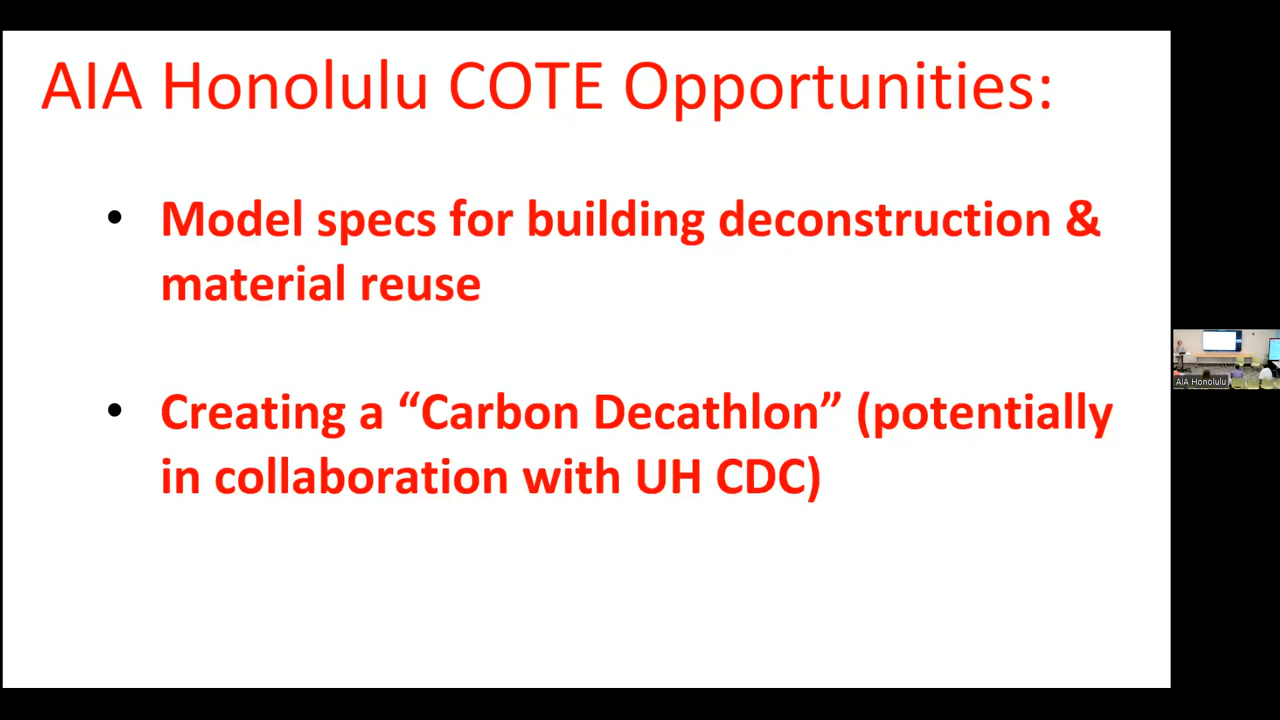 AIA Honolulu COTE Opportunities:
• Model specs for building deconstruction &
material reuse
• Creating a “Carbon Decathlon” (potentially
in collaboration with UH CDC)
AIA Honolulu